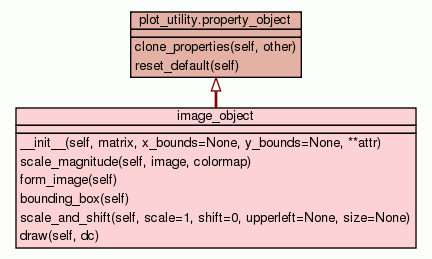 plot_utility.property_object
clone_properties(self, other)
reset_default(self)
image_object
__init__(self, matrix, x_bounds=None, y_bounds=None, **attr)
scale_magnitude(self, image, colormap)
form_image(self)
bounding_box(self)
scale_and_shift(self, scale=1, shift=0, upperleft=None, size=None)
draw(self, dc)